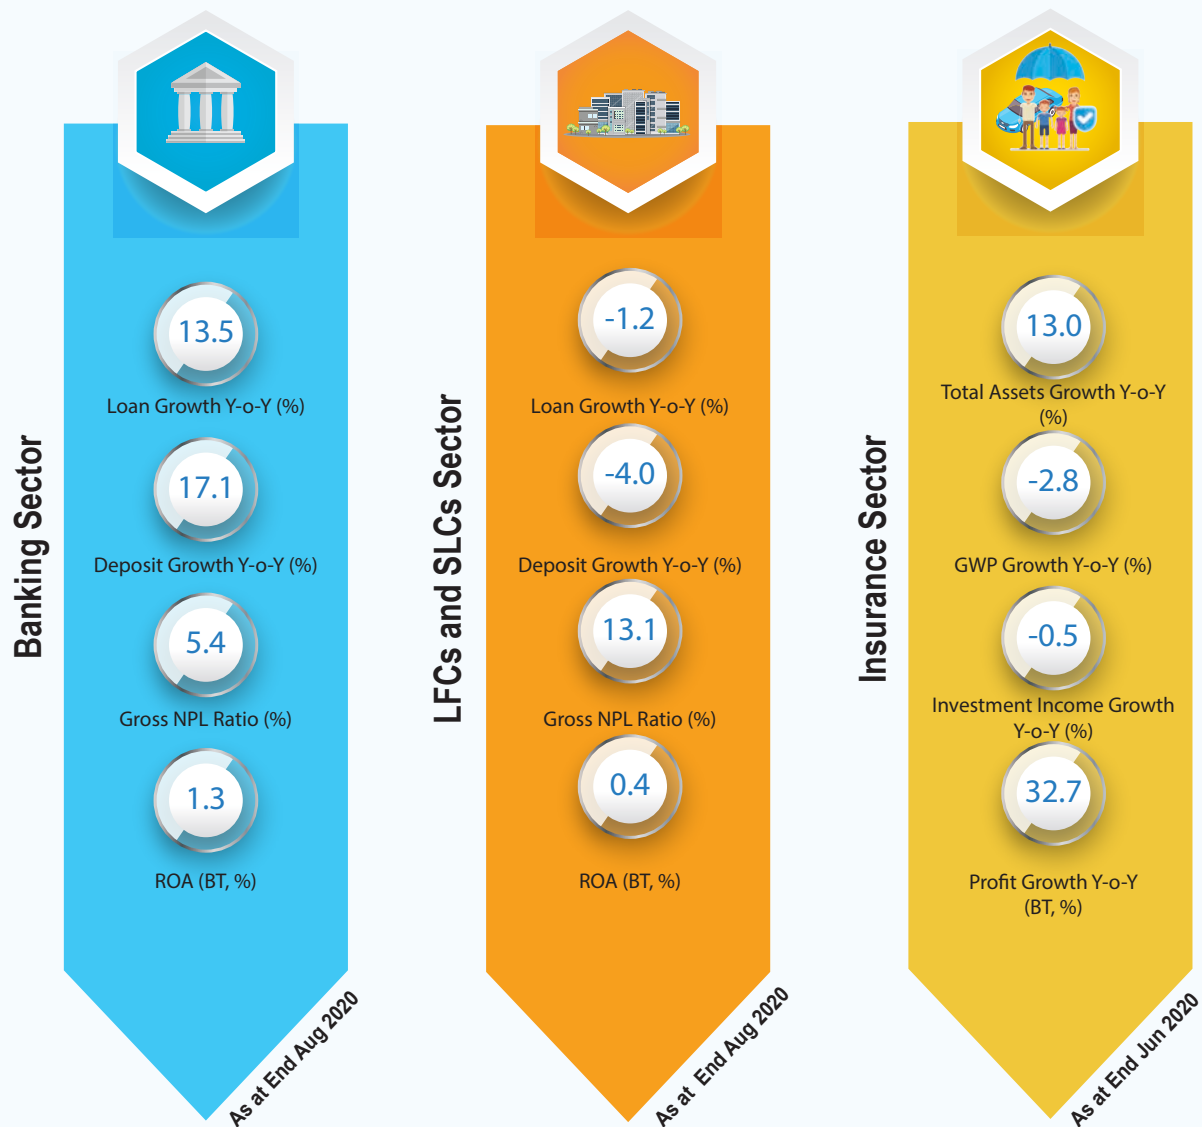 Banking Sector
13.5
Loan Growth Y-o-Y (%)
17.1
Deposit Growth Y-o-Y (%)
5.4
Gross NPL Ratio (%)
1.3
ROA (BT, %)
As at End Aug 2020
LFCs and SLCs Sector
-1.2
Loan Growth Y-o-Y (%)
-4.0
Deposit Growth Y-o-Y (%)
13.1
Gross NPL Ratio (%)
0.4
ROA (BT, %)
As at End Aug 2020
Insurance Sector
13.0
Total Assets Growth Y-o-Y
(%)
-2.8
GWP Growth Y-o-Y (%)
-0.5
Investment Income Growth
Y-o-Y (%)
32.7
Profit Growth Y-o-Y
(BT, %)
As at End Jun 2020